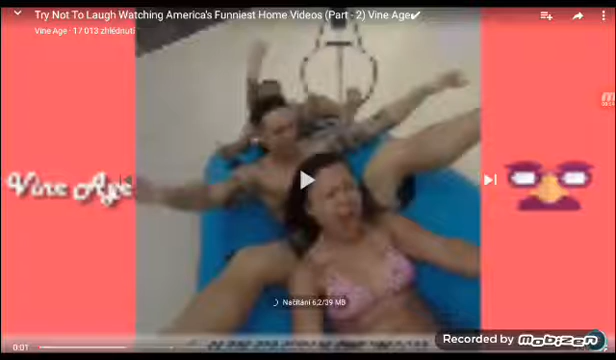 Try Not To Laugh Watching America's Funniest Home Videos (Part - 2) Vine Age✔
Vine Age · 17 013 zhlédnutí
Vine Age
Načítání 6,2/39 MB
0:01
Recorded by mobizen